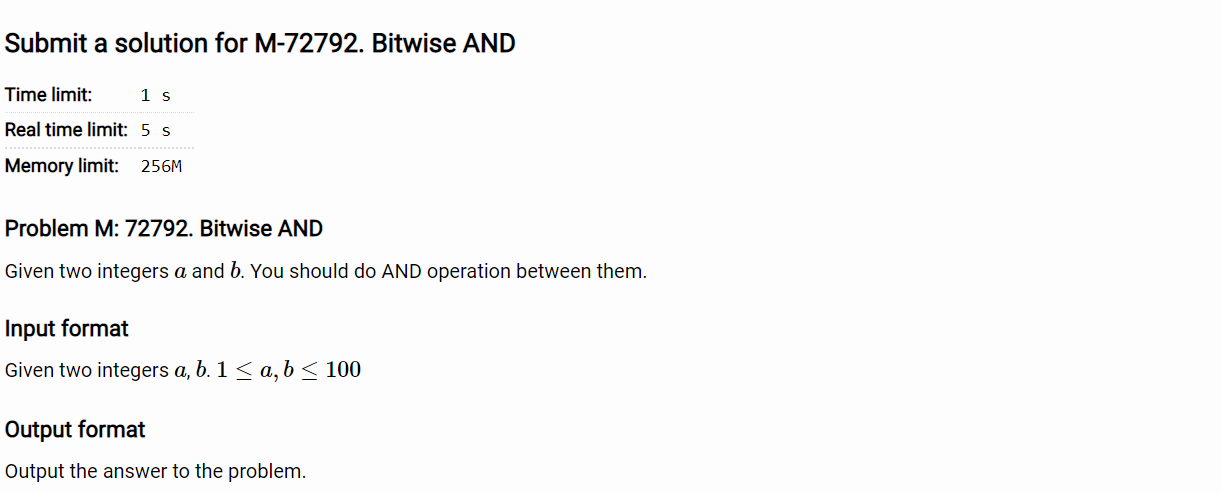 Submit a solution for M-72792. Bitwise AND
Time limit: 1 s
Real time limit: 5 s
Memory limit: 256M
Problem M: 72792. Bitwise AND
Given two integers a and b. You should do AND operation between them.
Input format
Given two integers a, b. 1 ≤ a, b ≤ 100
Output format
Output the answer to the problem.